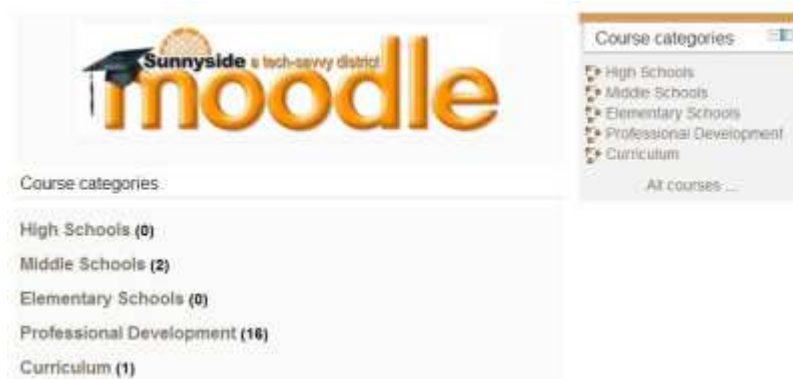 Sunnyside a tech-savvy district
moodle
Course categories
High Schools (0)
Middle Schools (2)
Elementary Schools (0)
Professional Development (16)
Curriculum (1)
Course categories
High Schools
Middle Schools
Elementary Schools
Professional Development
Curriculum
All courses ...